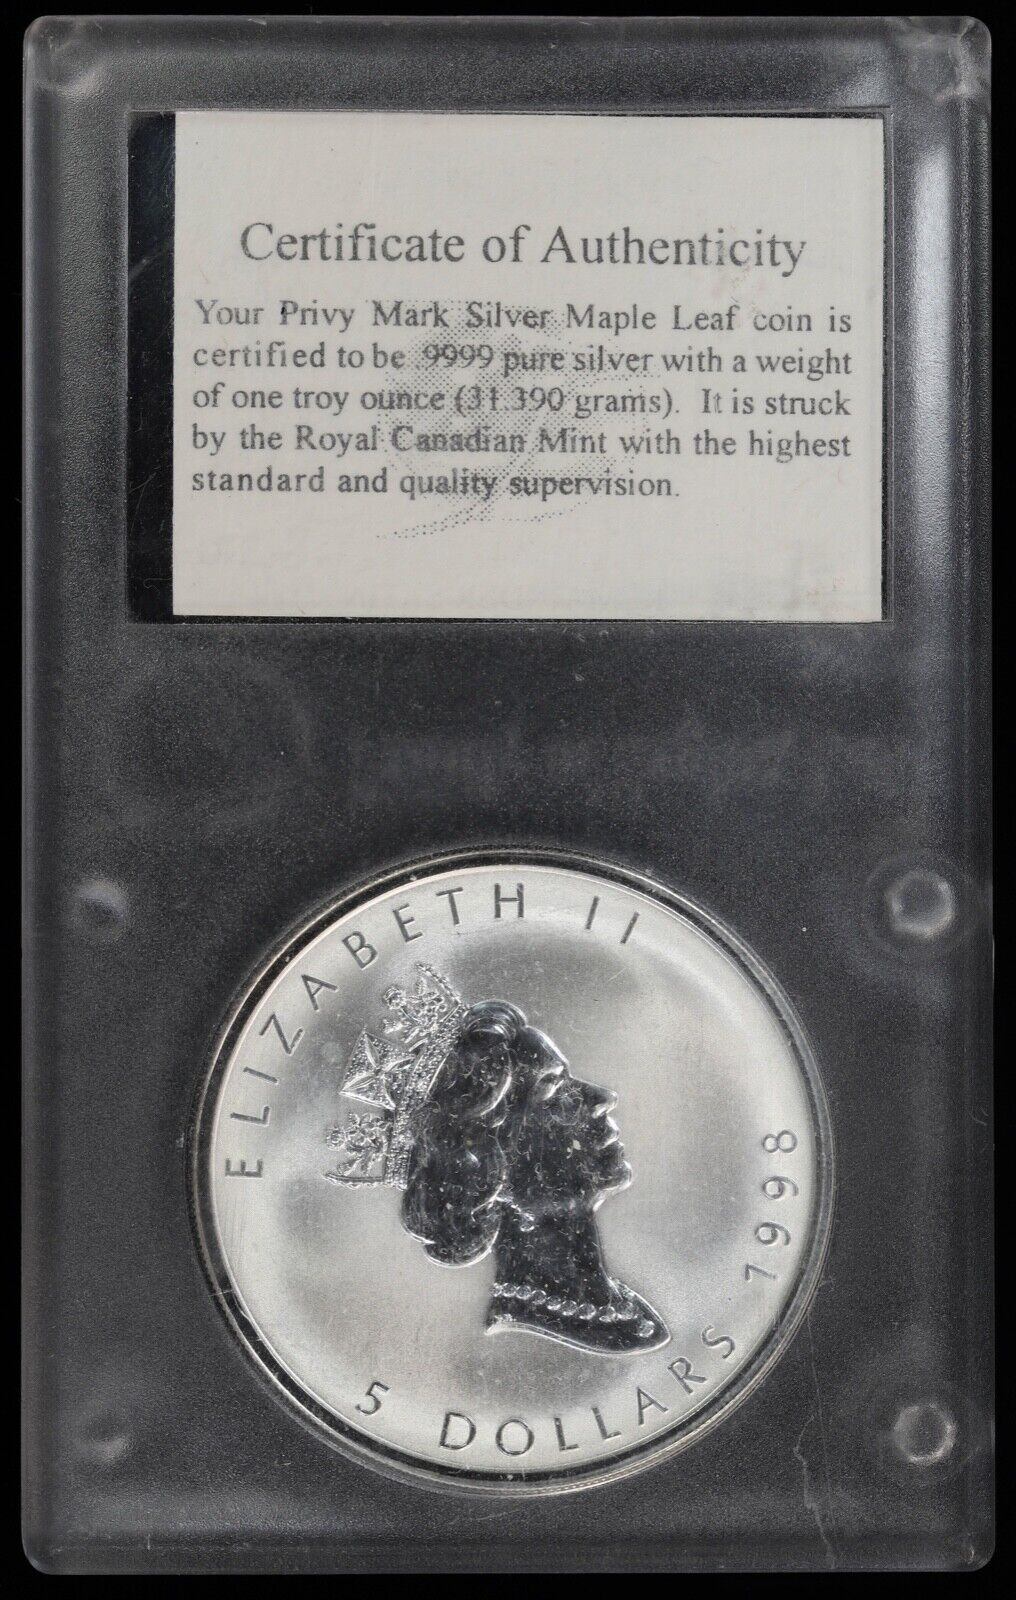 Certificate of Authenticity
Your Privy Mark Silver Maple Leaf coin is
certified to be .9999 pure silver with a weight
of one troy ounce (31.390 grams). It is struck
by the Royal Canadian Mint with the highest
standard and quality supervision.
ELIZABETH II
5 DOLLARS 1998